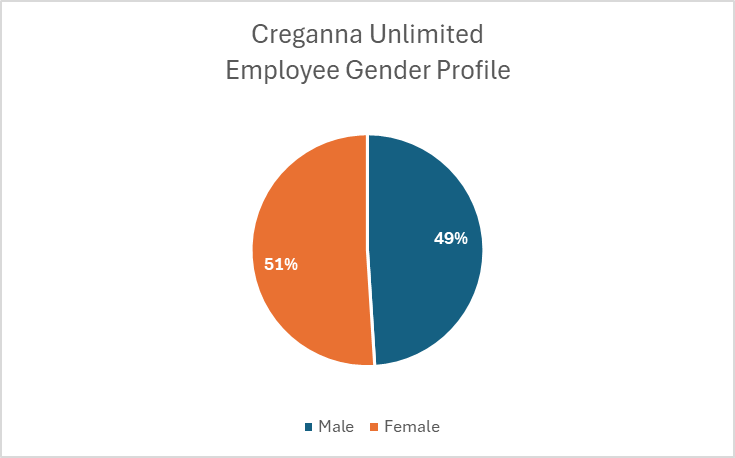 Creganna Unlimited
Employee Gender Profile
49%
51%
Male Female